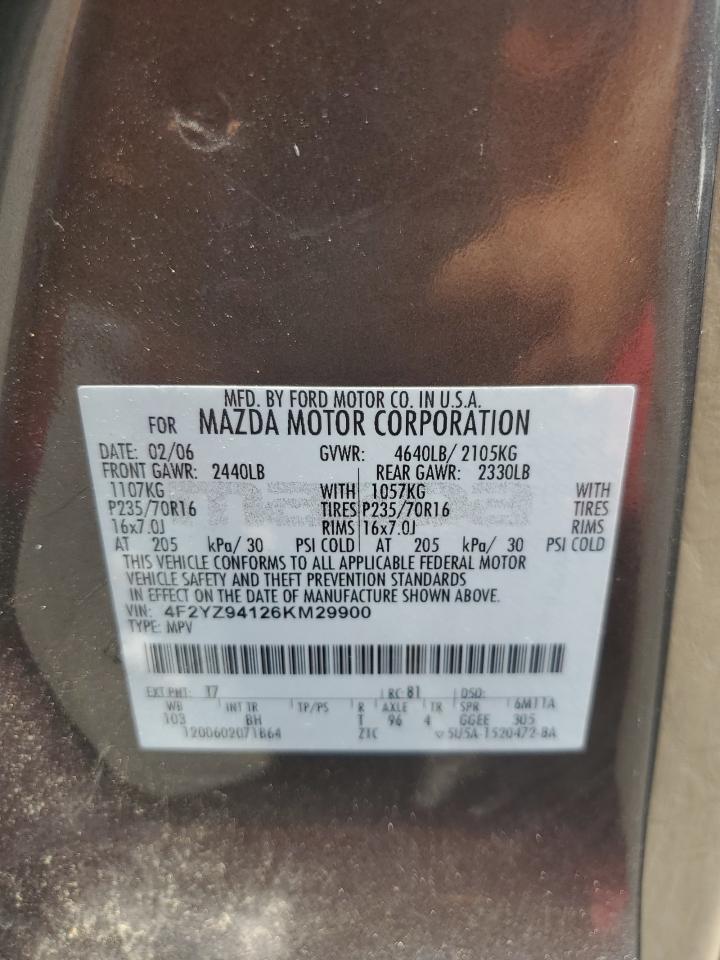 MFD. BY FORD MOTOR CO. IN U.S.A.
FOR MAZDA MOTOR CORPORATION
DATE: 02/06 GVWR: 4640LB/ 2105KG
FRONT GAWR: 2440LB REAR GAWR: 2330LB
1107KG WITH 1057KG WITH
P235/70R16 TIRES P235/70R16 TIRES
16x7.0J RIMS 16x7.0J RIMS
AT 205 kPa/ 30 PSI COLD AT 205 kPa/ 30 PSI COLD
THIS VEHICLE CONFORMS TO ALL APPLICABLE FEDERAL MOTOR
VEHICLE SAFETY AND THEFT PREVENTION STANDARDS
IN EFFECT ON THE DATE OF MANUFACTURE SHOWN ABOVE.
VIN: 4F2YZ94126KM29900
TYPE: MPV
EXT PNT: T7 RC: 81 DSO:
WB INT TR TP/PS R AXLE TR SPR 6M11A
103 BH T 96 4 GGEE 305
1200602071B64 ZTC ▽ 5U5A-1520472-BA